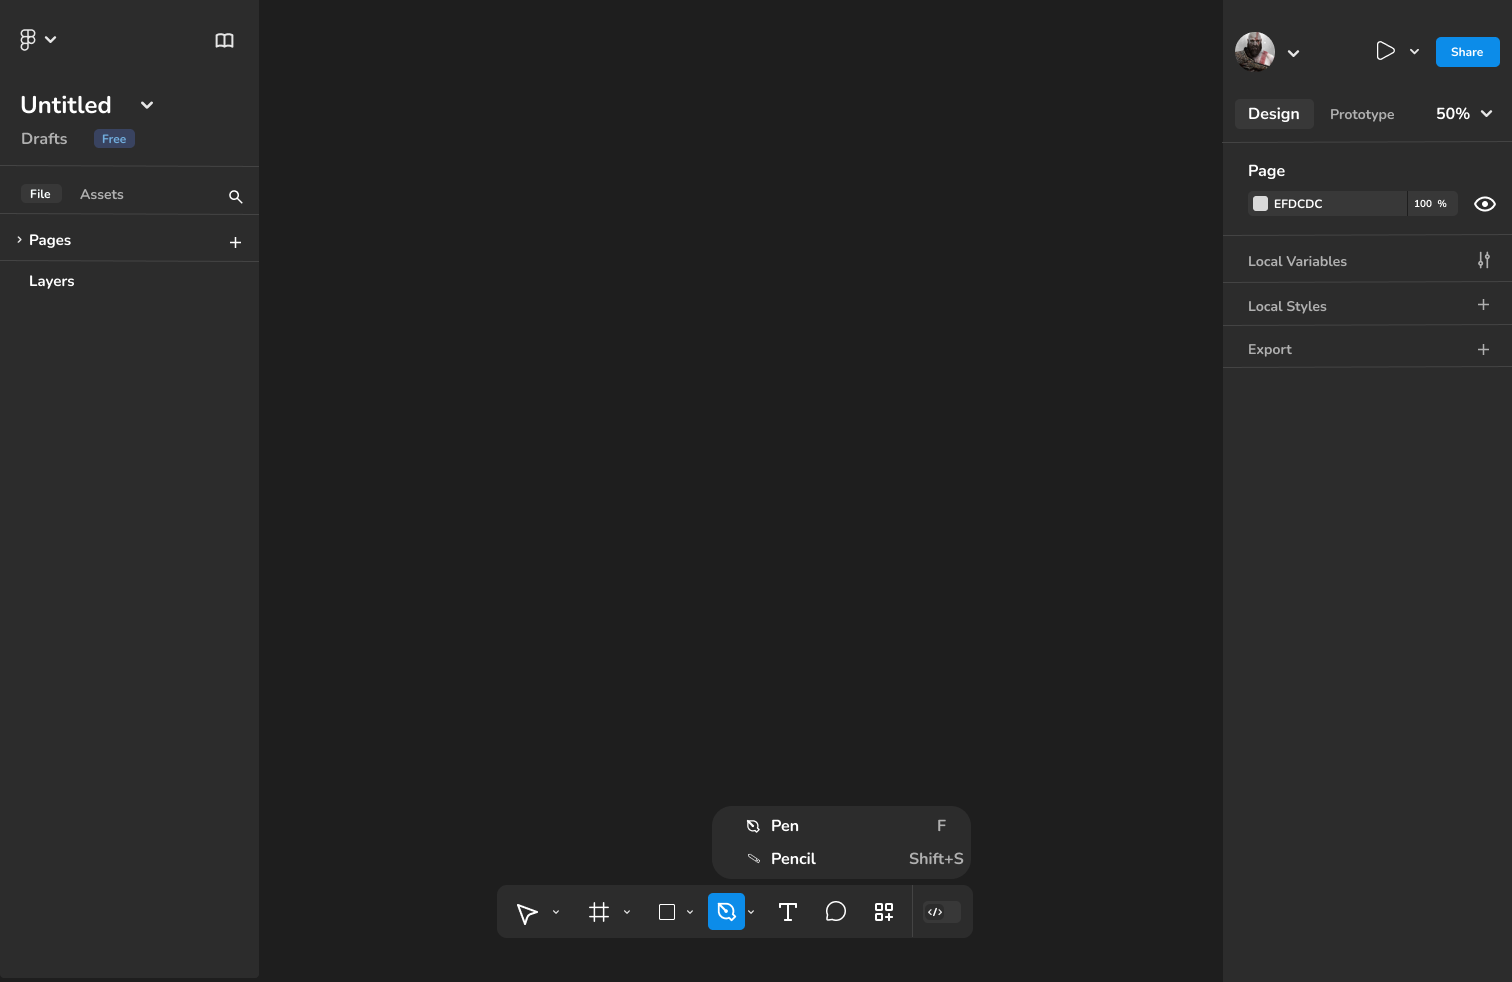 Untitled
Drafts
Free
File
Assets
Pages
Layers
Share
Design
Prototype
50%
Page
EFDCDC
100 %
Local Variables
Local Styles
Export
Pen F
Pencil Shift+S